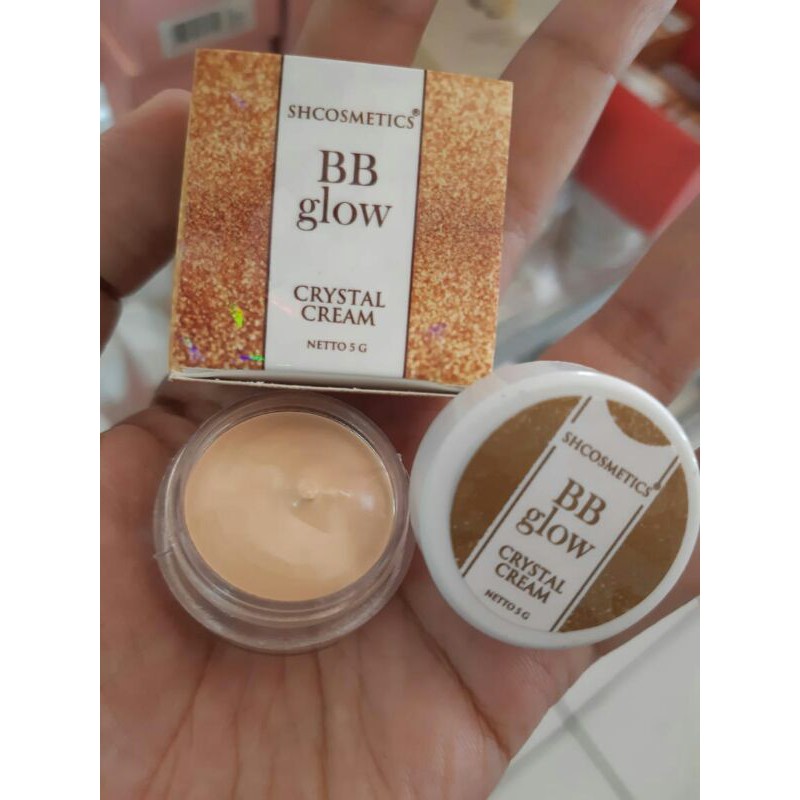 SHCOSMETICS®
BB
glow
CRYSTAL
CREAM
NETTO 5 G
SHCOSMETICS
BB
glow
CRYSTAL
CREAM
NETTO 5 G